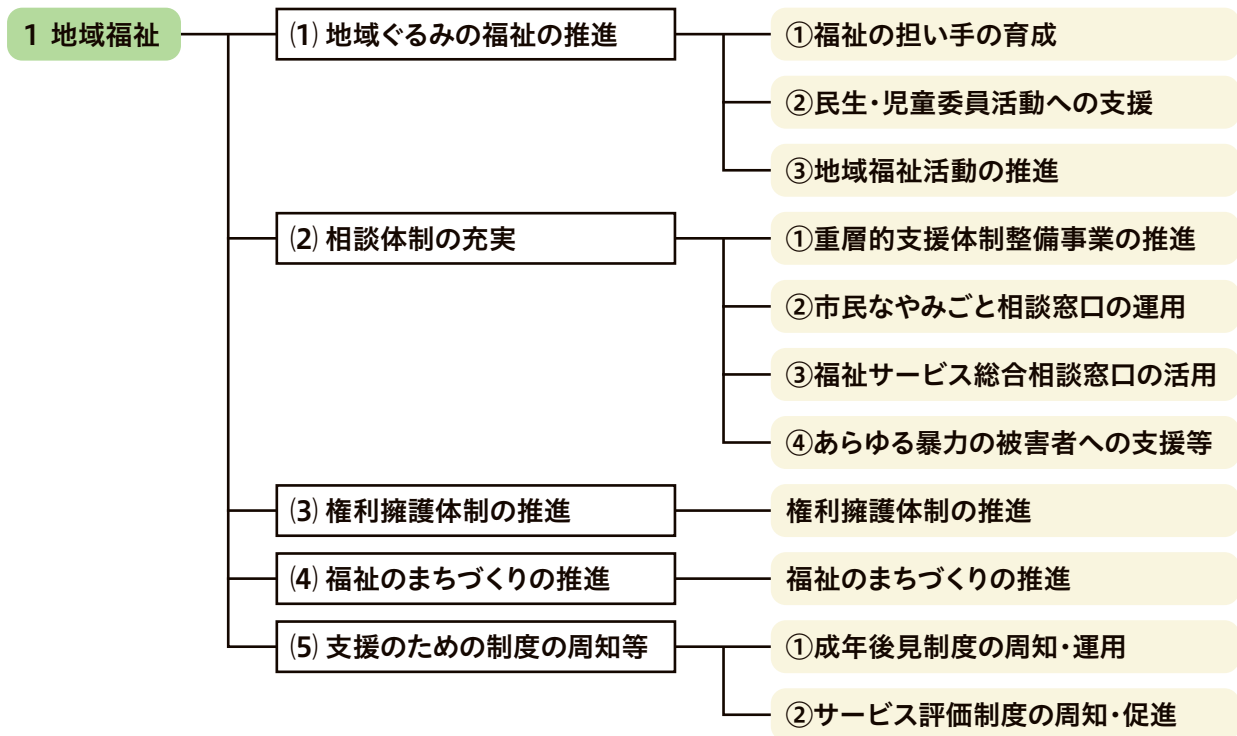 1 地域福祉
(1) 地域ぐるみの福祉の推進
①福祉の担い手の育成
②民生・児童委員活動への支援
③地域福祉活動の推進
(2) 相談体制の充実
①重層的支援体制整備事業の推進
②市民なやみごと相談窓口の運用
③福祉サービス総合相談窓口の活用
④あらゆる暴力の被害者への支援等
(3) 権利擁護体制の推進
権利擁護体制の推進
(4) 福祉のまちづくりの推進
福祉のまちづくりの推進
(5) 支援のための制度の周知等
①成年後見制度の周知・運用
②サービス評価制度の周知・促進